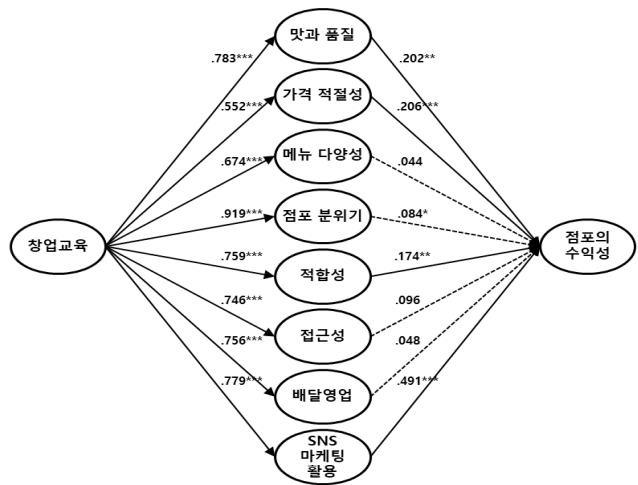 맛과 품질
.783***
.202**
가격 적절성
.552***
.206***
메뉴 다양성
.674***
.044
점포 분위기
.919***
.084*
창업교육
점포의
수익성
적합성
.759***
.174**
접근성
.746***
.096
배달영업
.756***
.048
SNS
마케팅
활용
.779***
.491***